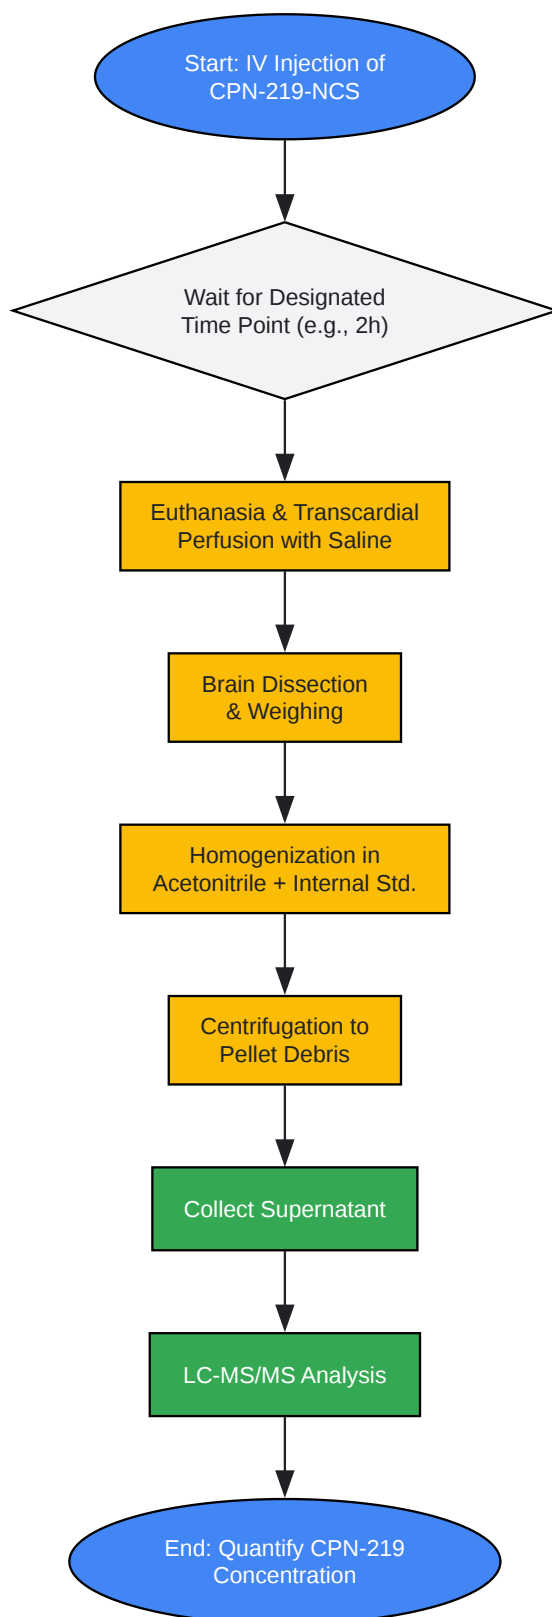 Start: IV Injection of
CPN-219-NCS
Wait for Designated
Time Point (e.g., 2h)
Euthanasia & Transcardial
Perfusion with Saline
Brain Dissection
& Weighing
Homogenization in
Acetonitrile + Internal Std.
Centrifugation to
Pellet Debris
Collect Supernatant
LC-MS/MS Analysis
End: Quantify CPN-219
Concentration